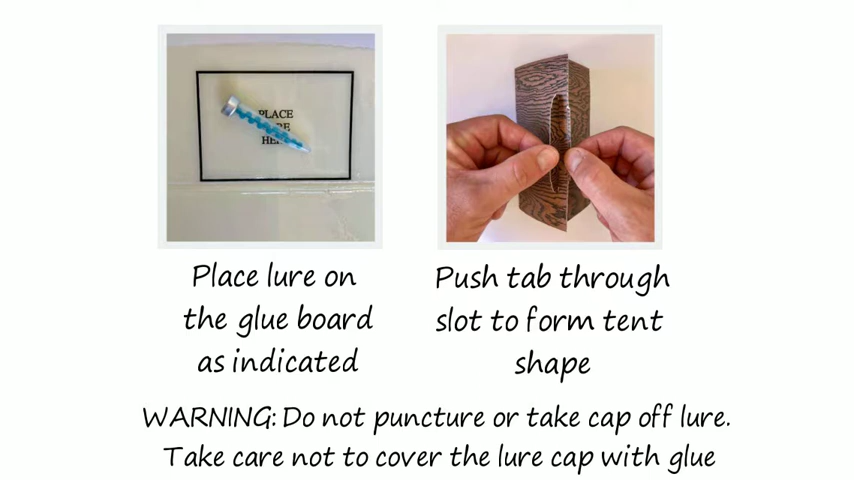 PLACE
HE
Place lure on
the glue board
as indicated
Push tab through
slot to form tent
shape
WARNING: Do not puncture or take cap off lure.
Take care not to cover the lure cap with glue